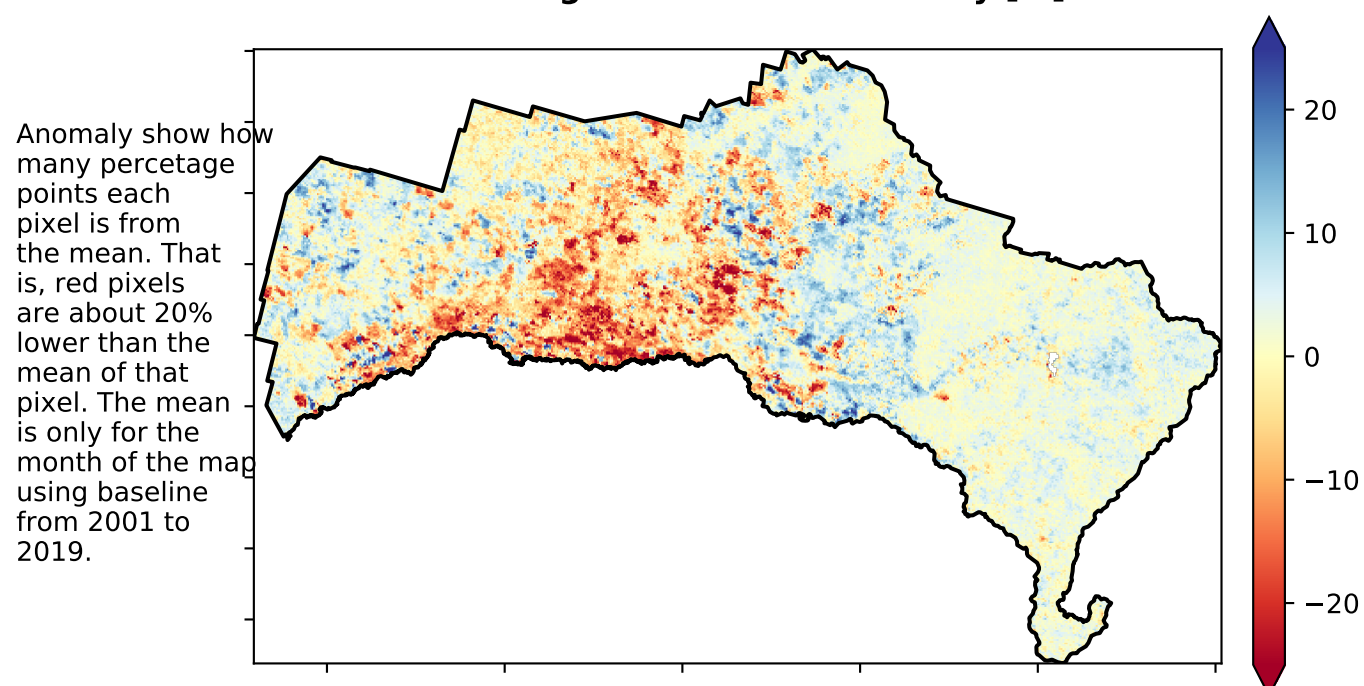 Anomaly show how
many percetage
points each
pixel is from
the mean. That
is, red pixels
are about 20%
lower than the
mean of that
pixel. The mean
is only for the
month of the map
using baseline
from 2001 to
2019.
20
10
0
−10
−20